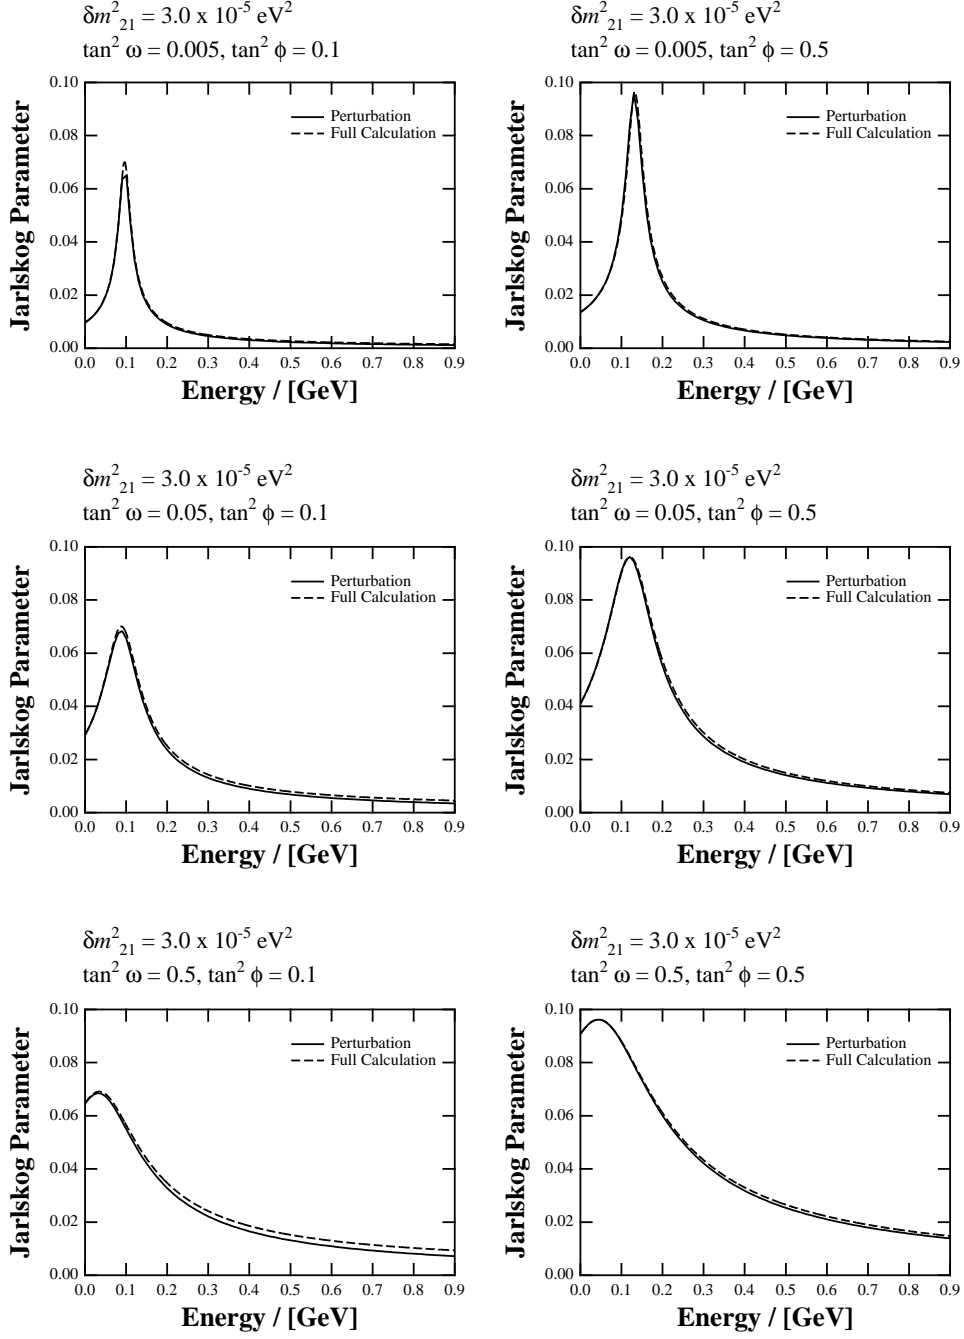 δm²₂₁ = 3.0 x 10⁻⁵ eV²
tan² ω = 0.005, tan² ϕ = 0.1
0.10
0.08
0.06
0.04
0.02
0.00
Jarlskog Parameter
Perturbation
Full Calculation
0.0 0.1 0.2 0.3 0.4 0.5 0.6 0.7 0.8 0.9
Energy / [GeV]
δm²₂₁ = 3.0 x 10⁻⁵ eV²
tan² ω = 0.005, tan² ϕ = 0.5
0.10
0.08
0.06
0.04
0.02
0.00
Jarlskog Parameter
Perturbation
Full Calculation
0.0 0.1 0.2 0.3 0.4 0.5 0.6 0.7 0.8 0.9
Energy / [GeV]
δm²₂₁ = 3.0 x 10⁻⁵ eV²
tan² ω = 0.05, tan² ϕ = 0.1
0.10
0.08
0.06
0.04
0.02
0.00
Jarlskog Parameter
Perturbation
Full Calculation
0.0 0.1 0.2 0.3 0.4 0.5 0.6 0.7 0.8 0.9
Energy / [GeV]
δm²₂₁ = 3.0 x 10⁻⁵ eV²
tan² ω = 0.05, tan² ϕ = 0.5
0.10
0.08
0.06
0.04
0.02
0.00
Jarlskog Parameter
Perturbation
Full Calculation
0.0 0.1 0.2 0.3 0.4 0.5 0.6 0.7 0.8 0.9
Energy / [GeV]
δm²₂₁ = 3.0 x 10⁻⁵ eV²
tan² ω = 0.5, tan² ϕ = 0.1
0.10
0.08
0.06
0.04
0.02
0.00
Jarlskog Parameter
Perturbation
Full Calculation
0.0 0.1 0.2 0.3 0.4 0.5 0.6 0.7 0.8 0.9
Energy / [GeV]
δm²₂₁ = 3.0 x 10⁻⁵ eV²
tan² ω = 0.5, tan² ϕ = 0.5
0.10
0.08
0.06
0.04
0.02
0.00
Jarlskog Parameter
Perturbation
Full Calculation
0.0 0.1 0.2 0.3 0.4 0.5 0.6 0.7 0.8 0.9
Energy / [GeV]